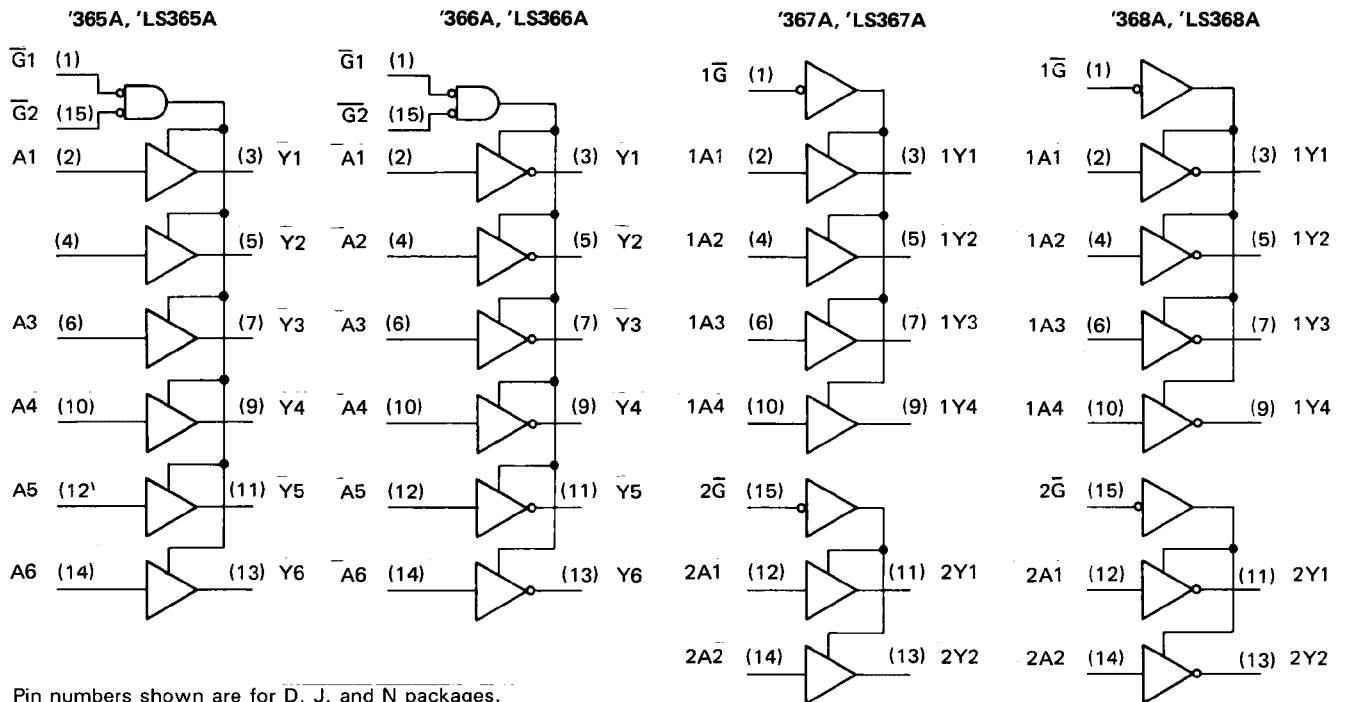 '365A, 'LS365A
G̅1 (1)
G̅2 (15)
A1 (2) (3) Y1
(4) (5) Y2
A3 (6) (7) Y3
A4 (10) (9) Y4
A5 (12) (11) Y5
A6 (14) (13) Y6
'366A, 'LS366A
G̅1 (1)
G̅2 (15)
A1 (2) (3) Y1
A2 (4) (5) Y2
A3 (6) (7) Y3
A4 (10) (9) Y4
A5 (12) (11) Y5
A6 (14) (13) Y6
'367A, 'LS367A
1G̅ (1)
1A1 (2) (3) 1Y1
1A2 (4) (5) 1Y2
1A3 (6) (7) 1Y3
1A4 (10) (9) 1Y4
2G̅ (15)
2A1 (12) (11) 2Y1
2A2 (14) (13) 2Y2
'368A, 'LS368A
1G̅ (1)
1A1 (2) (3) 1Y1
1A2 (4) (5) 1Y2
1A3 (6) (7) 1Y3
1A4 (10) (9) 1Y4
2G̅ (15)
2A1 (12) (11) 2Y1
2A2 (14) (13) 2Y2
Pin numbers shown are for D, J, and N packages.